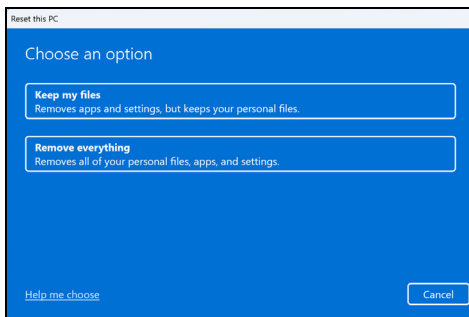 Reset this PC
Choose an option
Keep my files
Removes apps and settings, but keeps your personal files.
Remove everything
Removes all of your personal files, apps, and settings.
Help me choose
Cancel